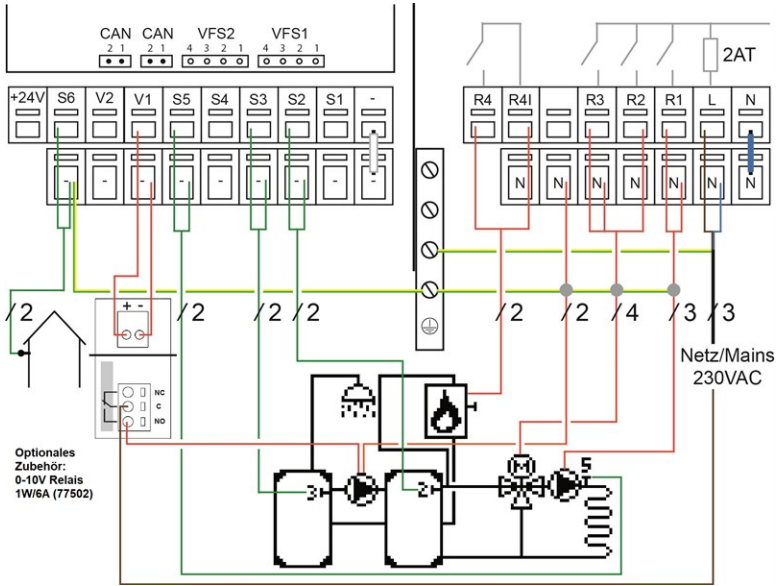 CAN CAN VFS2 VFS1
2 1 2 1 4 3 2 1 4 3 2 1
2AT
+24V S6 V2 V1 S5 S4 S3 S2 S1 -
R4 R4I R3 R2 R1 L N
- - - - - - - - -
N N N N N N
2 2 2 2 2 2 4 3 3
+ -
Netz/Mains
230VAC
NC
C
NO
Optionales
Zubehör:
0-10V Relais
1W/6A (77502)
M
5
3
2